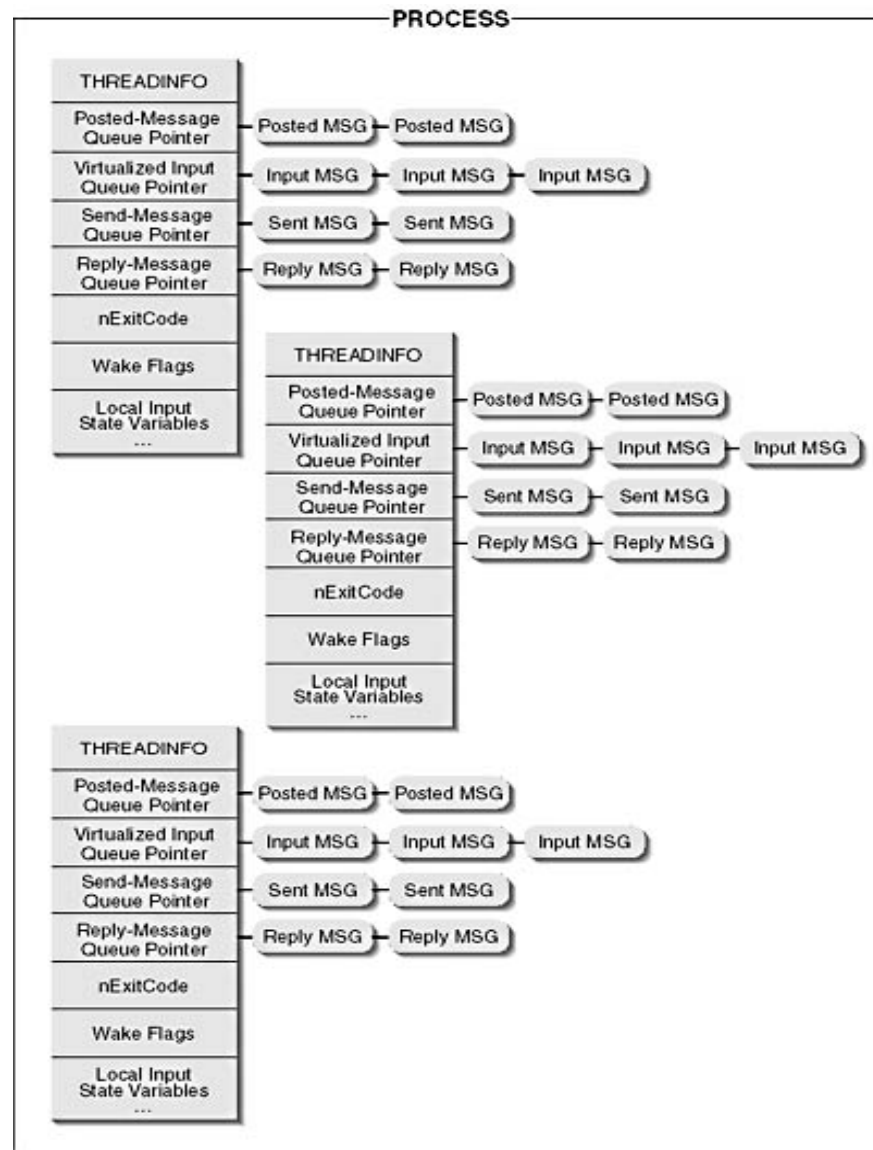 PROCESS
THREADINFO
Posted-Message
Queue Pointer
Posted MSG
Posted MSG
Virtualized Input
Queue Pointer
Input MSG
Input MSG
Input MSG
Send-Message
Queue Pointer
Sent MSG
Sent MSG
Reply-Message
Queue Pointer
Reply MSG
Reply MSG
nExitCode
Wake Flags
Local Input
State Variables
...
THREADINFO
Posted-Message
Queue Pointer
Posted MSG
Posted MSG
Virtualized Input
Queue Pointer
Input MSG
Input MSG
Input MSG
Send-Message
Queue Pointer
Sent MSG
Sent MSG
Reply-Message
Queue Pointer
Reply MSG
Reply MSG
nExitCode
Wake Flags
Local Input
State Variables
...
THREADINFO
Posted-Message
Queue Pointer
Posted MSG
Posted MSG
Virtualized Input
Queue Pointer
Input MSG
Input MSG
Input MSG
Send-Message
Queue Pointer
Sent MSG
Sent MSG
Reply-Message
Queue Pointer
Reply MSG
Reply MSG
nExitCode
Wake Flags
Local Input
State Variables
...